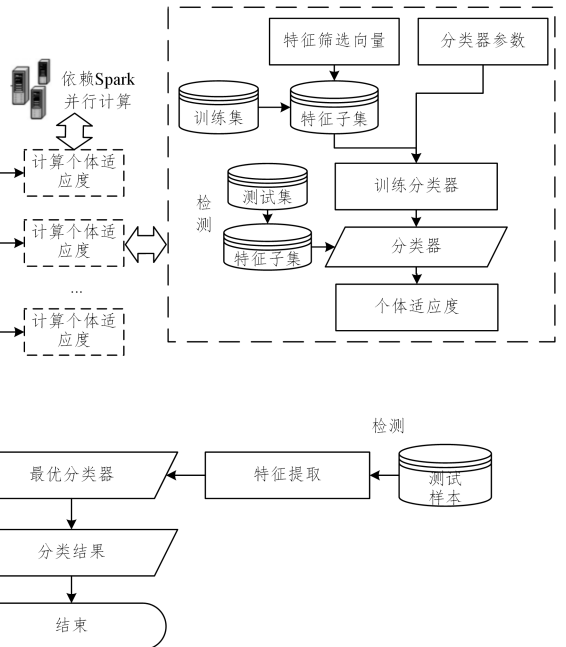 特征筛选向量
分类器参数
依赖Spark
并行计算
训练集
特征子集
计算个体适
应度
训练分类器
检
测
测试集
计算个体适
应度
特征子集
分类器
...
计算个体适
应度
个体适应度
检测
最优分类器
特征提取
测试
样本
分类结果
结束